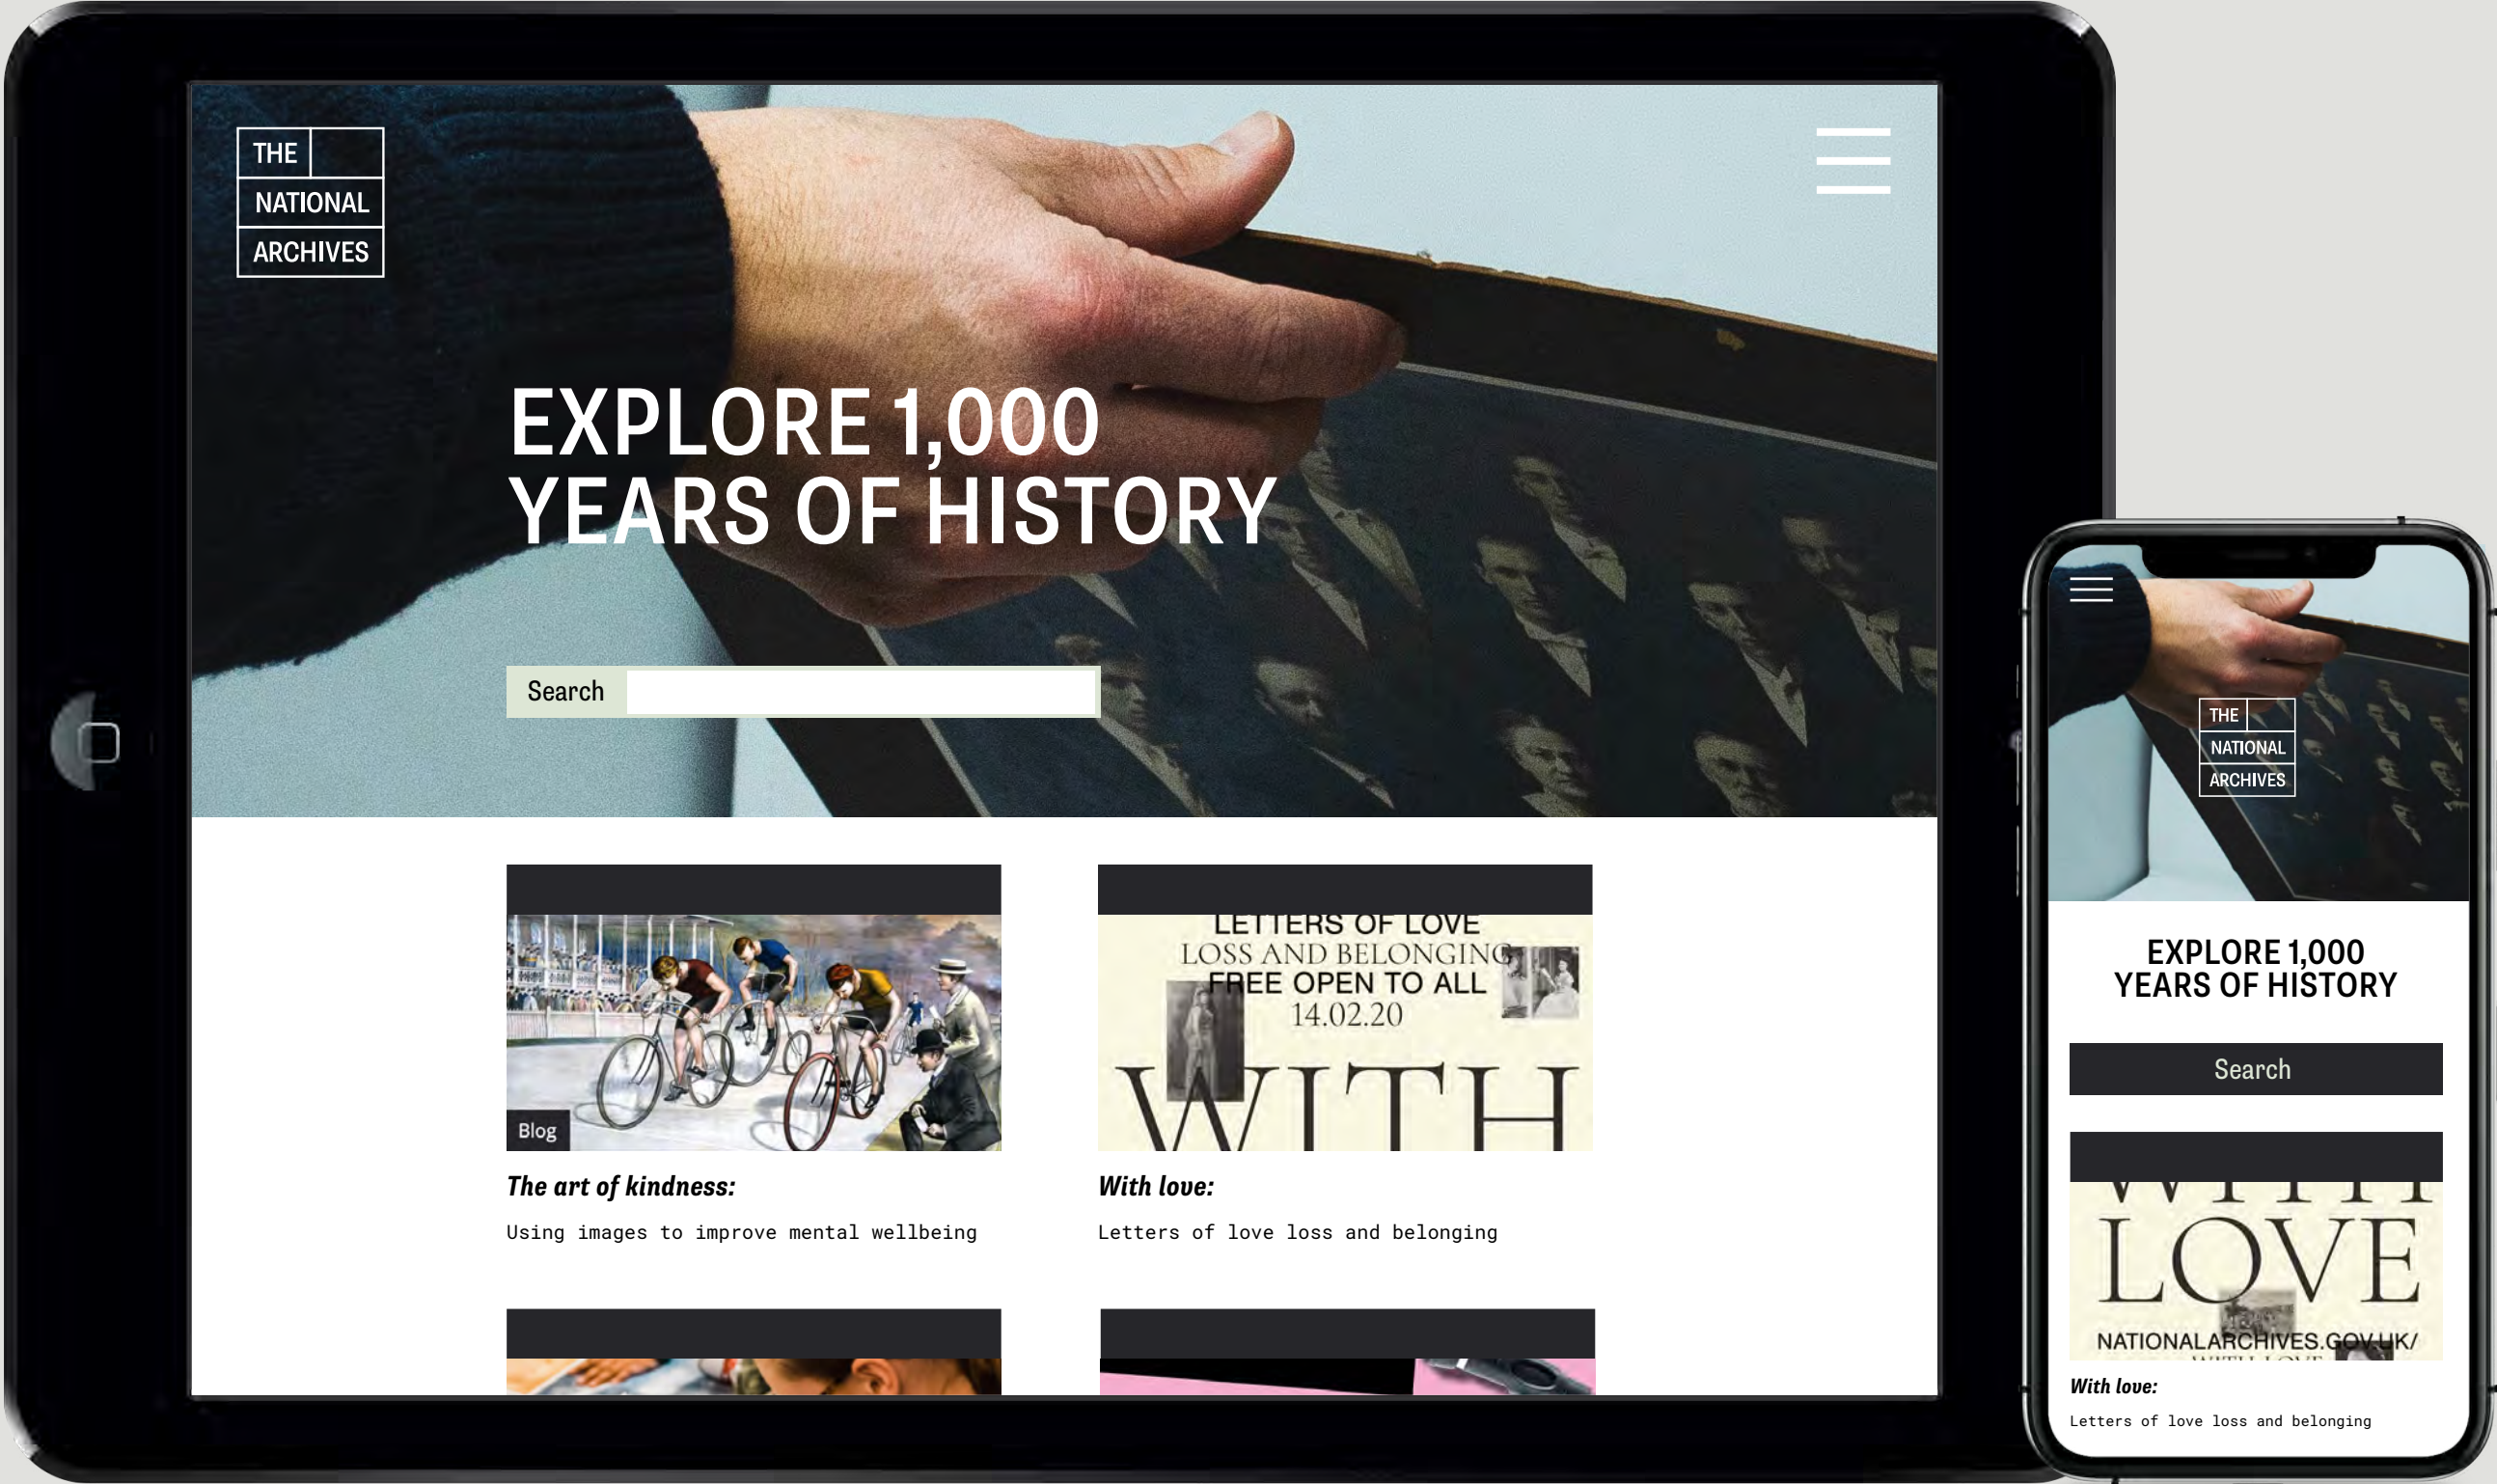 THE
NATIONAL
ARCHIVES
EXPLORE 1,000
YEARS OF HISTORY
Search
LETTERS OF LOVE
LOSS AND BELONGING
FREE OPEN TO ALL
14.02.20
WITH
Blog
The art of kindness:
Using images to improve mental wellbeing
With love:
Letters of love loss and belonging
THE
NATIONAL
ARCHIVES
EXPLORE 1,000
YEARS OF HISTORY
Search
WITH
LOVE
NATIONALARCHIVES.GOV.UK/
WITH LOVE
With love:
Letters of love loss and belonging